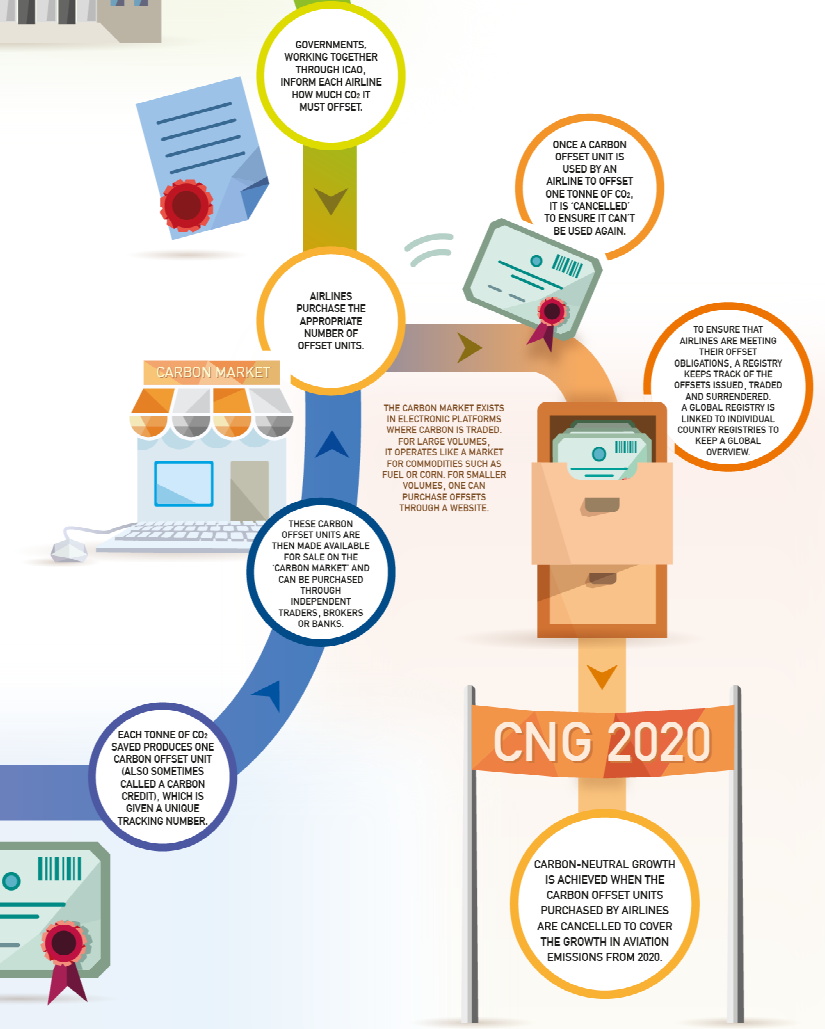 GOVERNMENTS,
WORKING TOGETHER
THROUGH ICAO,
INFORM EACH AIRLINE
HOW MUCH CO₂ IT
MUST OFFSET.
ONCE A CARBON
OFFSET UNIT IS
USED BY AN
AIRLINE TO OFFSET
ONE TONNE OF CO₂,
IT IS 'CANCELLED'
TO ENSURE IT CAN'T
BE USED AGAIN.
AIRLINES
PURCHASE THE
APPROPRIATE
NUMBER OF
OFFSET UNITS.
TO ENSURE THAT
AIRLINES ARE MEETING
THEIR OFFSET
OBLIGATIONS, A REGISTRY
KEEPS TRACK OF THE
OFFSETS ISSUED, TRADED
AND SURRENDERED.
A GLOBAL REGISTRY IS
LINKED TO INDIVIDUAL
COUNTRY REGISTRIES TO
KEEP A GLOBAL
OVERVIEW.
CARBON MARKET
THE CARBON MARKET EXISTS
IN ELECTRONIC PLATFORMS
WHERE CARBON IS TRADED.
FOR LARGE VOLUMES,
IT OPERATES LIKE A MARKET
FOR COMMODITIES SUCH AS
FUEL OR CORN. FOR SMALLER
VOLUMES, ONE CAN
PURCHASE OFFSETS
THROUGH A WEBSITE.
THESE CARBON
OFFSET UNITS ARE
THEN MADE AVAILABLE
FOR SALE ON THE
'CARBON MARKET' AND
CAN BE PURCHASED
THROUGH
INDEPENDENT
TRADERS, BROKERS
OR BANKS.
EACH TONNE OF CO₂
SAVED PRODUCES ONE
CARBON OFFSET UNIT
(ALSO SOMETIMES
CALLED A CARBON
CREDIT), WHICH IS
GIVEN A UNIQUE
TRACKING NUMBER.
CNG 2020
CARBON-NEUTRAL GROWTH
IS ACHIEVED WHEN THE
CARBON OFFSET UNITS
PURCHASED BY AIRLINES
ARE CANCELLED TO COVER
THE GROWTH IN AVIATION
EMISSIONS FROM 2020.